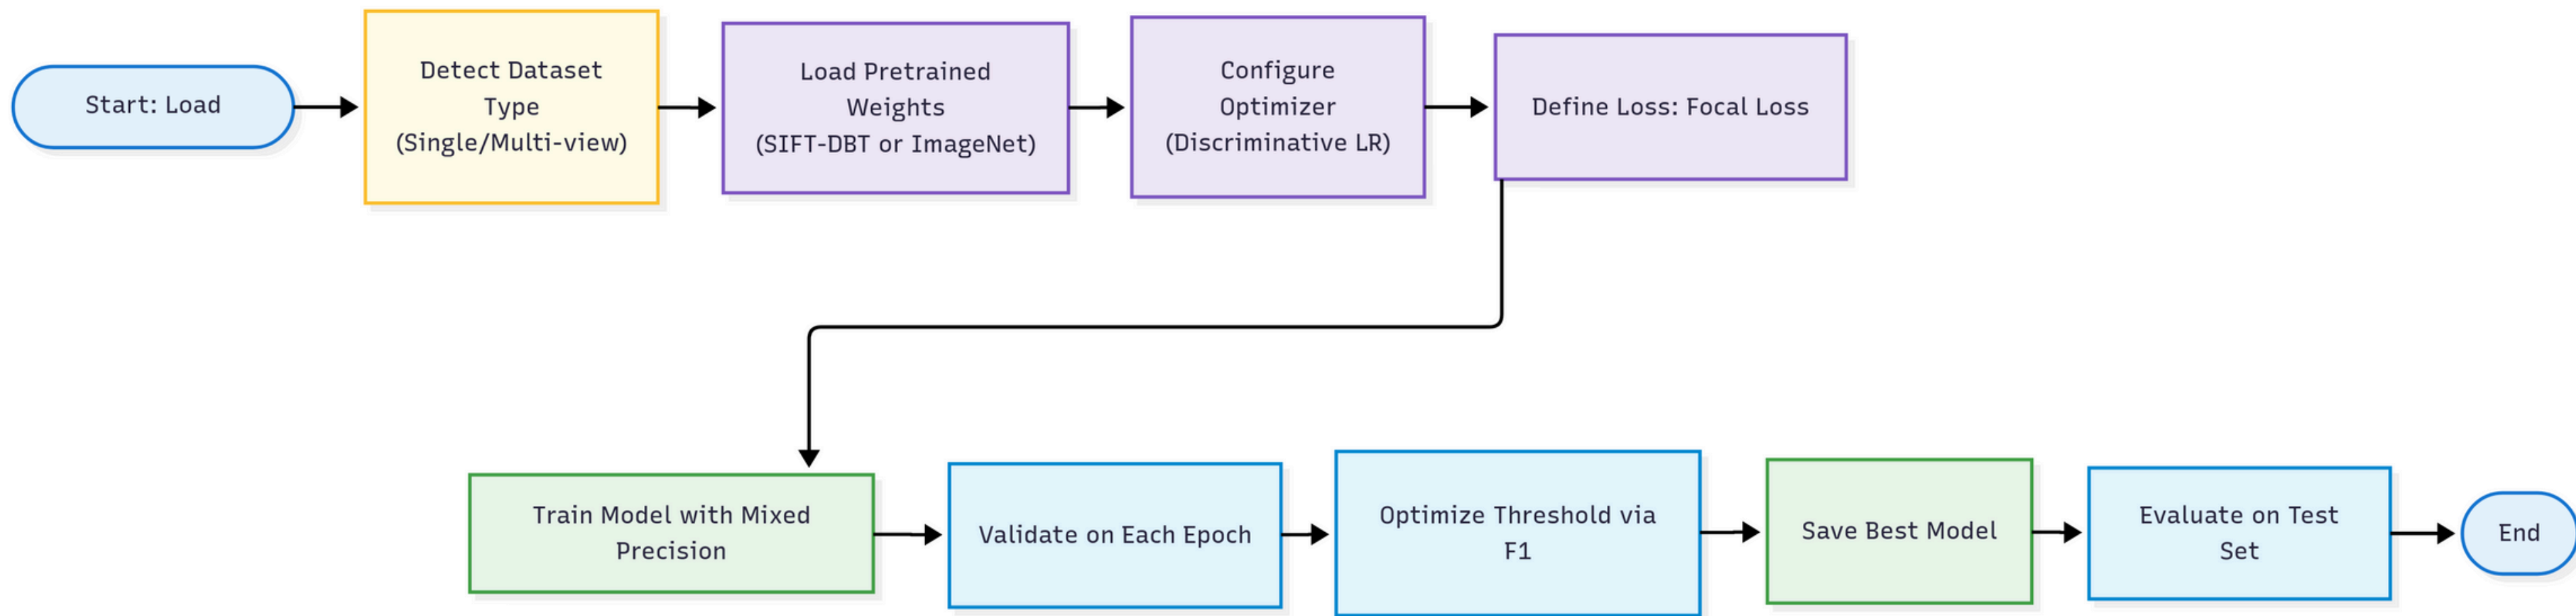 Start: Load
Detect Dataset
Type
(Single/Multi-view)
Load Pretrained
Weights
(SIFT-DBT or ImageNet)
Configure
Optimizer
(Discriminative LR)
Define Loss: Focal Loss
Train Model with Mixed
Precision
Validate on Each Epoch
Optimize Threshold via
F1
Save Best Model
Evaluate on Test
Set
End